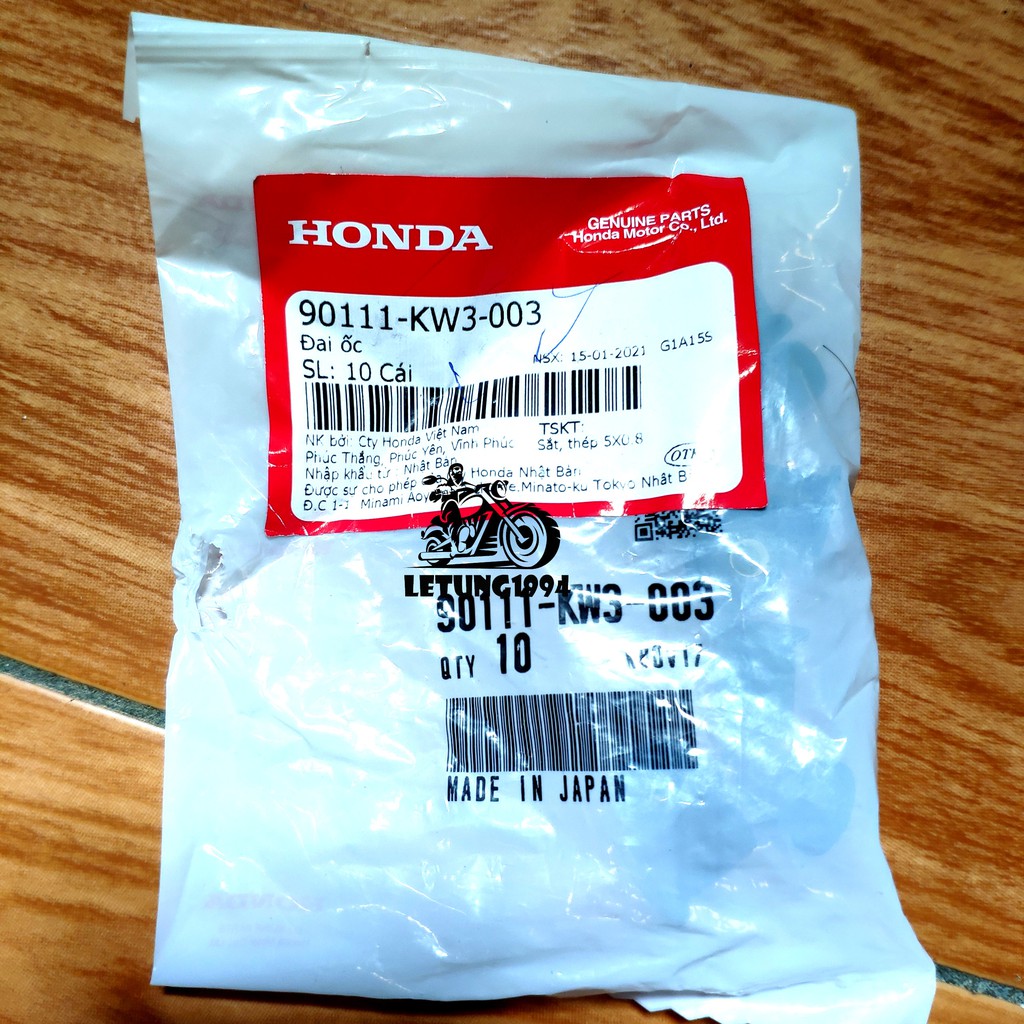 HONDA
GENUINE PARTS
Honda Motor Co., Ltd.
90111-KW3-003
Đai ốc
NSX: 15-01-2021 G1A15S
SL: 10 Cái
NK bởi: Cty Honda Việt Nam
TSKT:
Phúc Thắng, Phúc Yên, Vĩnh Phúc
Sắt, thép 5X0.8
Nhập khẩu từ: Nhật Bản
Honda Nhật Bản
Được sự cho phép
Minato-ku Tokyo Nhật
Đ.C 1-1 Minami
LETUNG1994
90111-KW3-003
QTY 10
MADE IN JAPAN